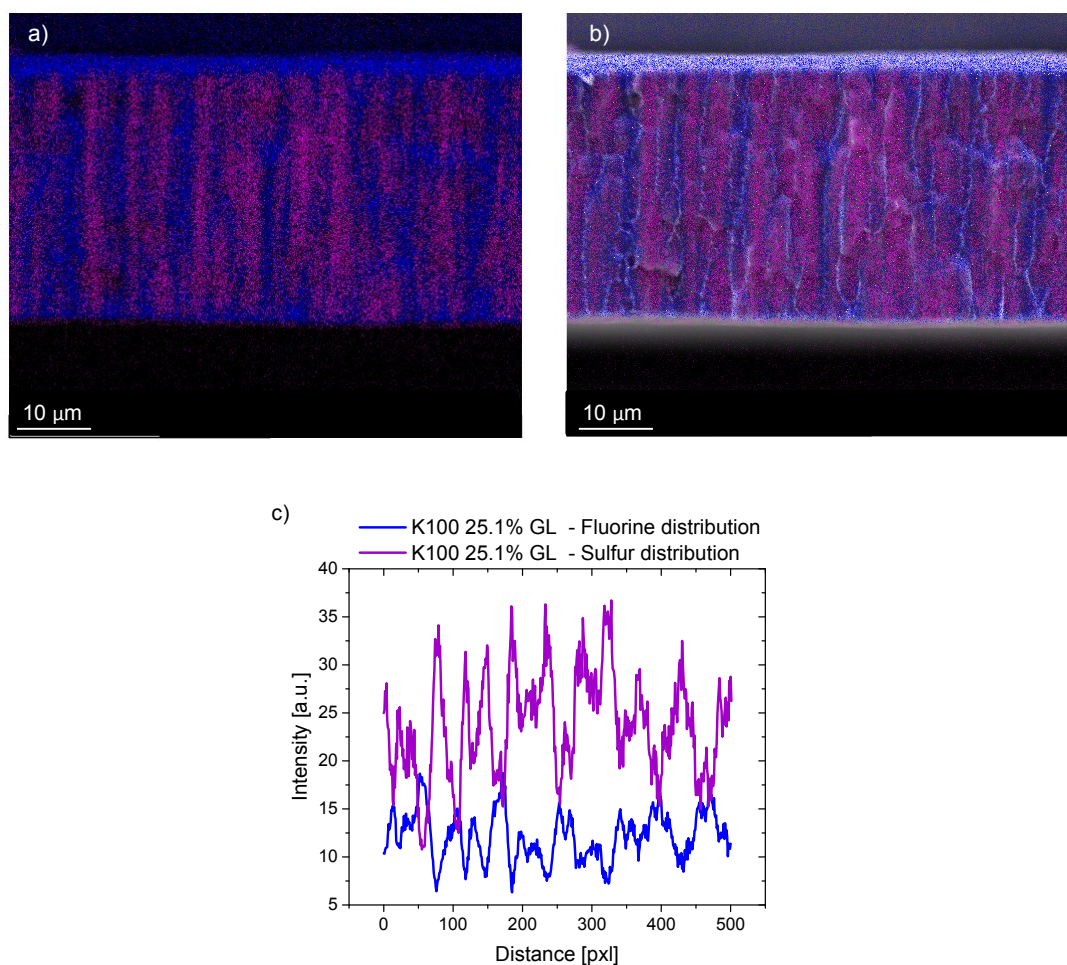 a)
b)
10 µm
10 µm
c)
K100 25.1% GL - Fluorine distribution
K100 25.1% GL - Sulfur distribution
40
35
30
25
20
15
10
5
Intensity [a.u.]
0 100 200 300 400 500
Distance [pxl]